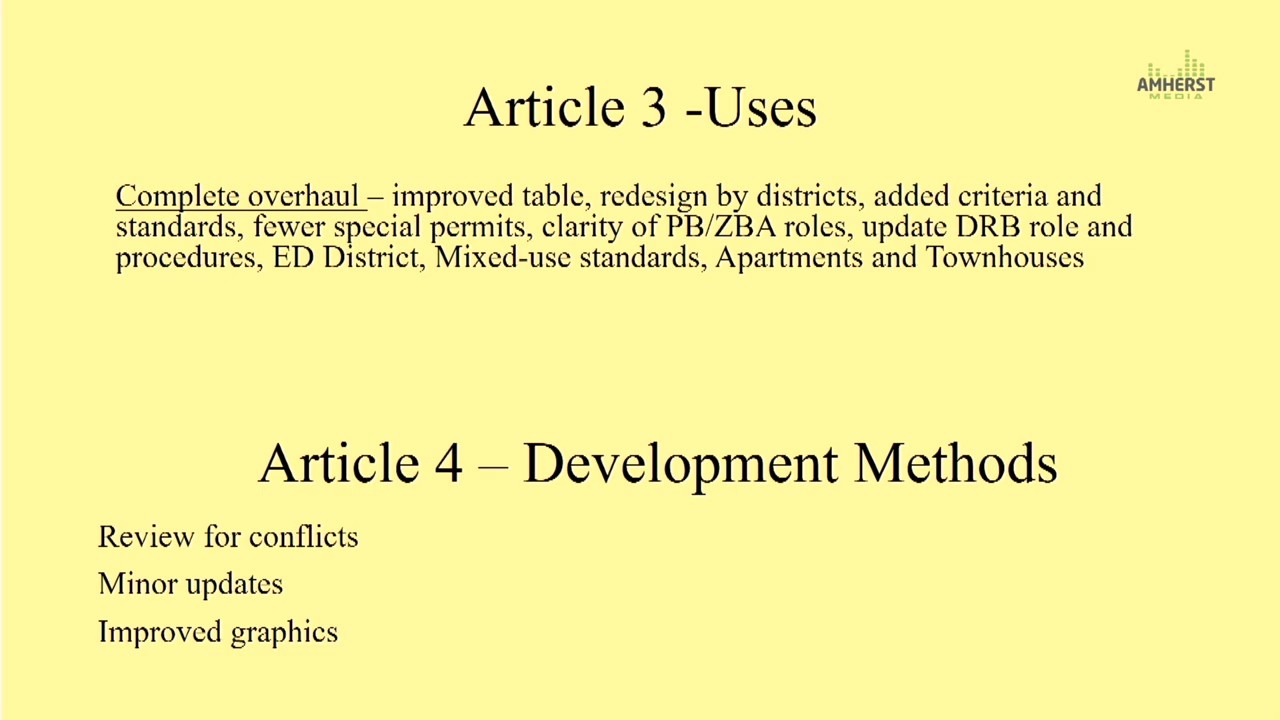 AMHERST
MEDIA
Article 3 -Uses
Complete overhaul – improved table, redesign by districts, added criteria and
standards, fewer special permits, clarity of PB/ZBA roles, update DRB role and
procedures, ED District, Mixed-use standards, Apartments and Townhouses
Article 4 – Development Methods
Review for conflicts
Minor updates
Improved graphics